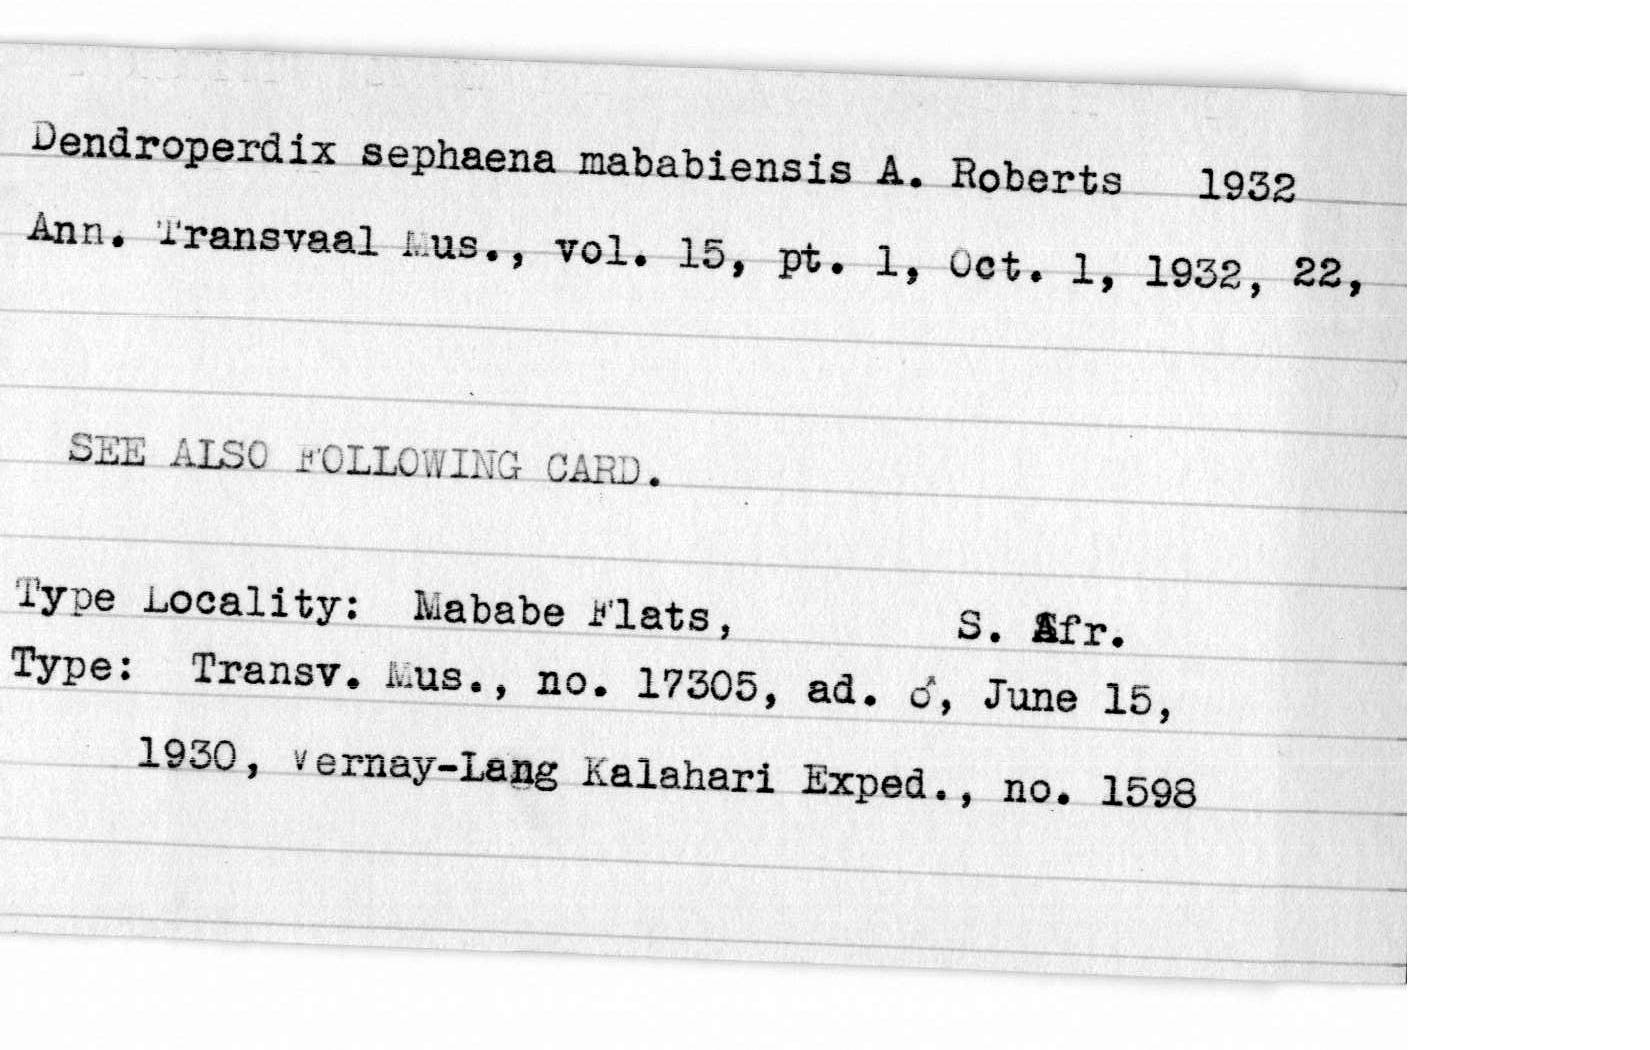 Dendroperdix sephaena mababiensis A. Roberts 1932
Ann. Transvaal Mus., vol. 15, pt. 1, Oct. 1, 1932, 22,
SEE ALSO FOLLOWING CARD.
Type Locality: Mababe Flats, S. Afr.
Type: Transv. Mus., no. 17305, ad. ♂, June 15,
1930, Vernay-Lang Kalahari Exped., no. 1598